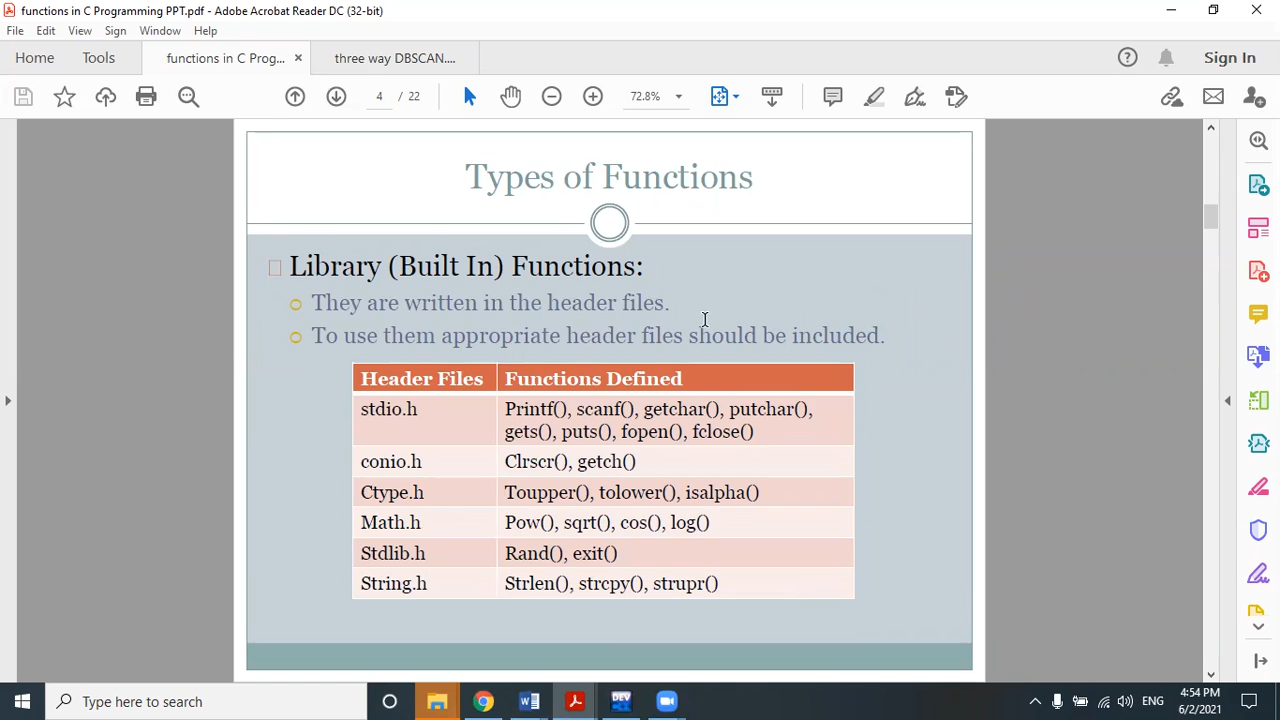 functions in C Programming PPT.pdf - Adobe Acrobat Reader DC (32-bit)
File Edit View Sign Window Help
Home Tools functions in C Prog... × three way DBSCAN.... Sign In
4 / 22 72.8%
Types of Functions
Library (Built In) Functions:
They are written in the header files.
To use them appropriate header files should be included.
Header Files Functions Defined
stdio.h Printf(), scanf(), getchar(), putchar(),
gets(), puts(), fopen(), fclose()
conio.h Clrscr(), getch()
Ctype.h Toupper(), tolower(), isalpha()
Math.h Pow(), sqrt(), cos(), log()
Stdlib.h Rand(), exit()
String.h Strlen(), strcpy(), strupr()
Type here to search
DEV
ENG
4:54 PM
6/2/2021